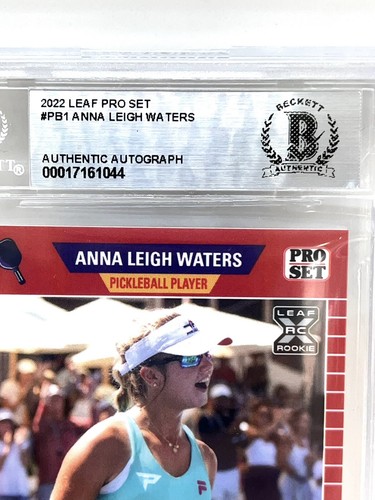 2022 LEAF PRO SET
#PB1 ANNA LEIGH WATERS
AUTHENTIC AUTOGRAPH
00017161044
BECKETT
B
AUTHENTIC
SET®
ANNA LEIGH WATERS
PICKLEBALL PLAYER
PRO
SET
LEAF
RC
ROOKIE